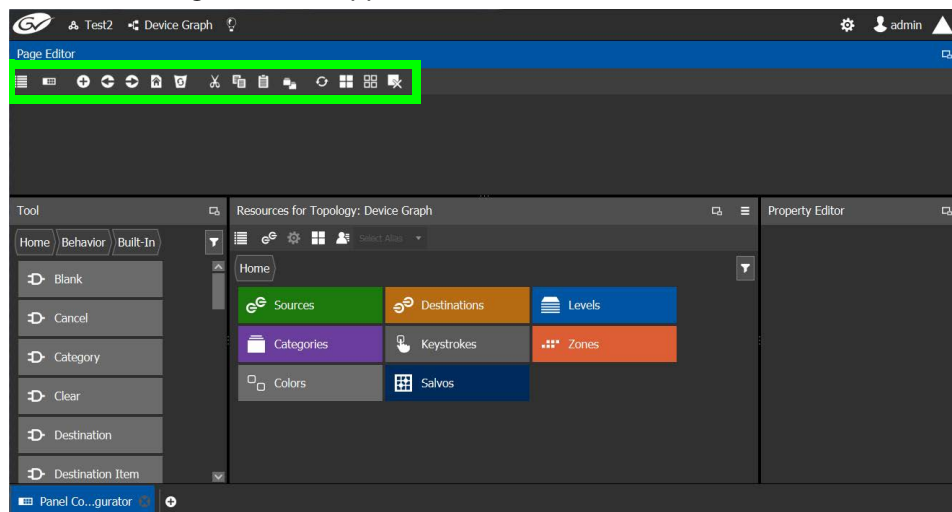 Test2 Device Graph admin
Page Editor
Tool
Resources for Topology: Device Graph
Property Editor
Home Behavior Built-In
Select Alias
Home
Blank
Cancel
Category
Clear
Destination
Destination Item
Sources Destinations Levels
Categories Keystrokes Zones
Colors Salvos
Panel Co...gurator